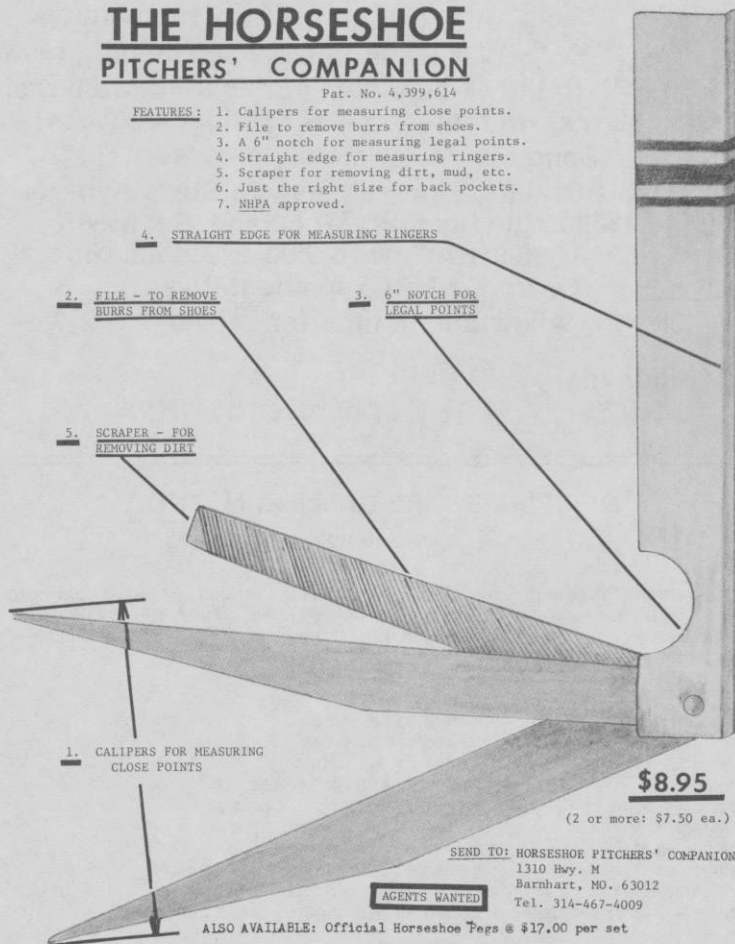 THE HORSESHOE
PITCHERS' COMPANION
Pat. No. 4,399,614
FEATURES: 1. Calipers for measuring close points.
2. File to remove burrs from shoes.
3. A 6" notch for measuring legal points.
4. Straight edge for measuring ringers.
5. Scraper for removing dirt, mud, etc.
6. Just the right size for back pockets.
7. NHPA approved.
4. STRAIGHT EDGE FOR MEASURING RINGERS
2. FILE - TO REMOVE
BURRS FROM SHOES
3. 6" NOTCH FOR
LEGAL POINTS
5. SCRAPER - FOR
REMOVING DIRT
1. CALIPERS FOR MEASURING
CLOSE POINTS
$8.95
(2 or more: $7.50 ea.)
SEND TO: HORSESHOE PITCHERS' COMPANION
1310 Hwy. M
Barnhart, MO. 63012
Tel. 314-467-4009
AGENTS WANTED
ALSO AVAILABLE: Official Horseshoe Pegs @ $17.00 per set